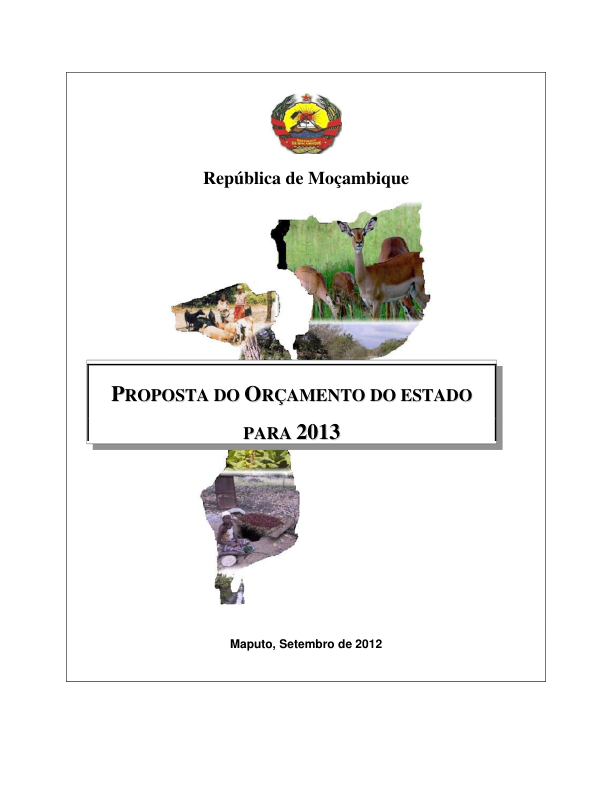 República de Moçambique
PROPOSTA DO ORÇAMENTO DO ESTADO
PARA 2013
Maputo, Setembro de 2012